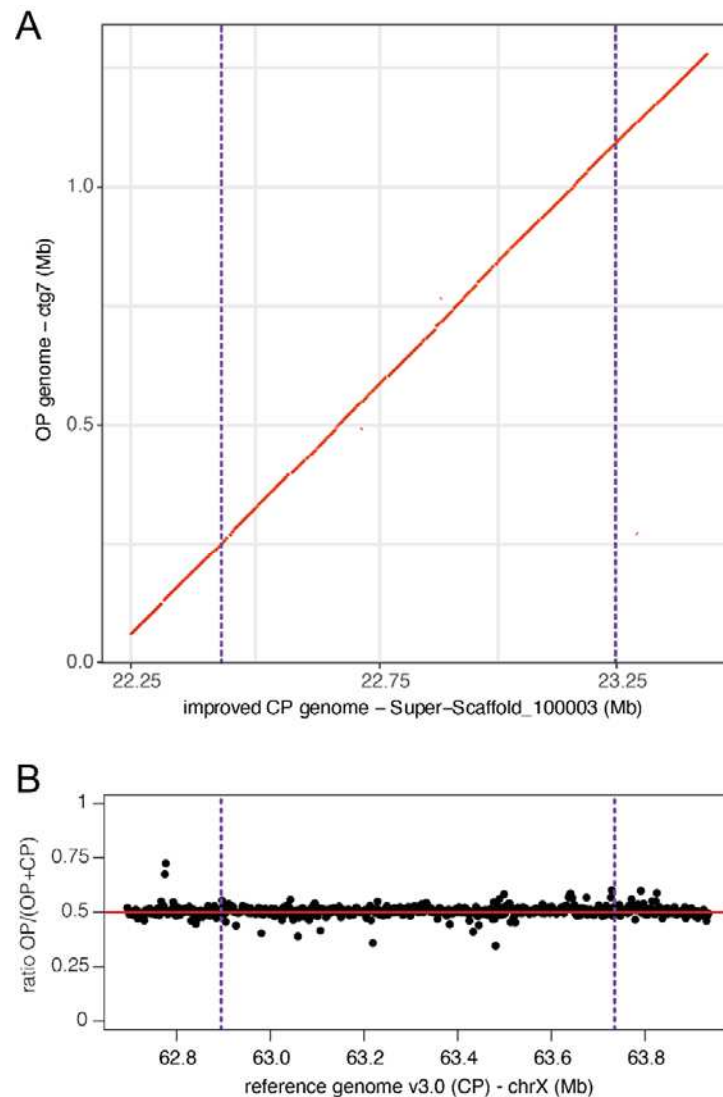 A
OP genome – ctg7 (Mb)
1.0
0.5
0.0
22.25 22.75 23.25
improved CP genome – Super–Scaffold_100003 (Mb)
B
ratio OP/(OP+CP)
1
0.75
0.5
0.25
0
62.8 63.0 63.2 63.4 63.6 63.8
reference genome v3.0 (CP) - chrX (Mb)